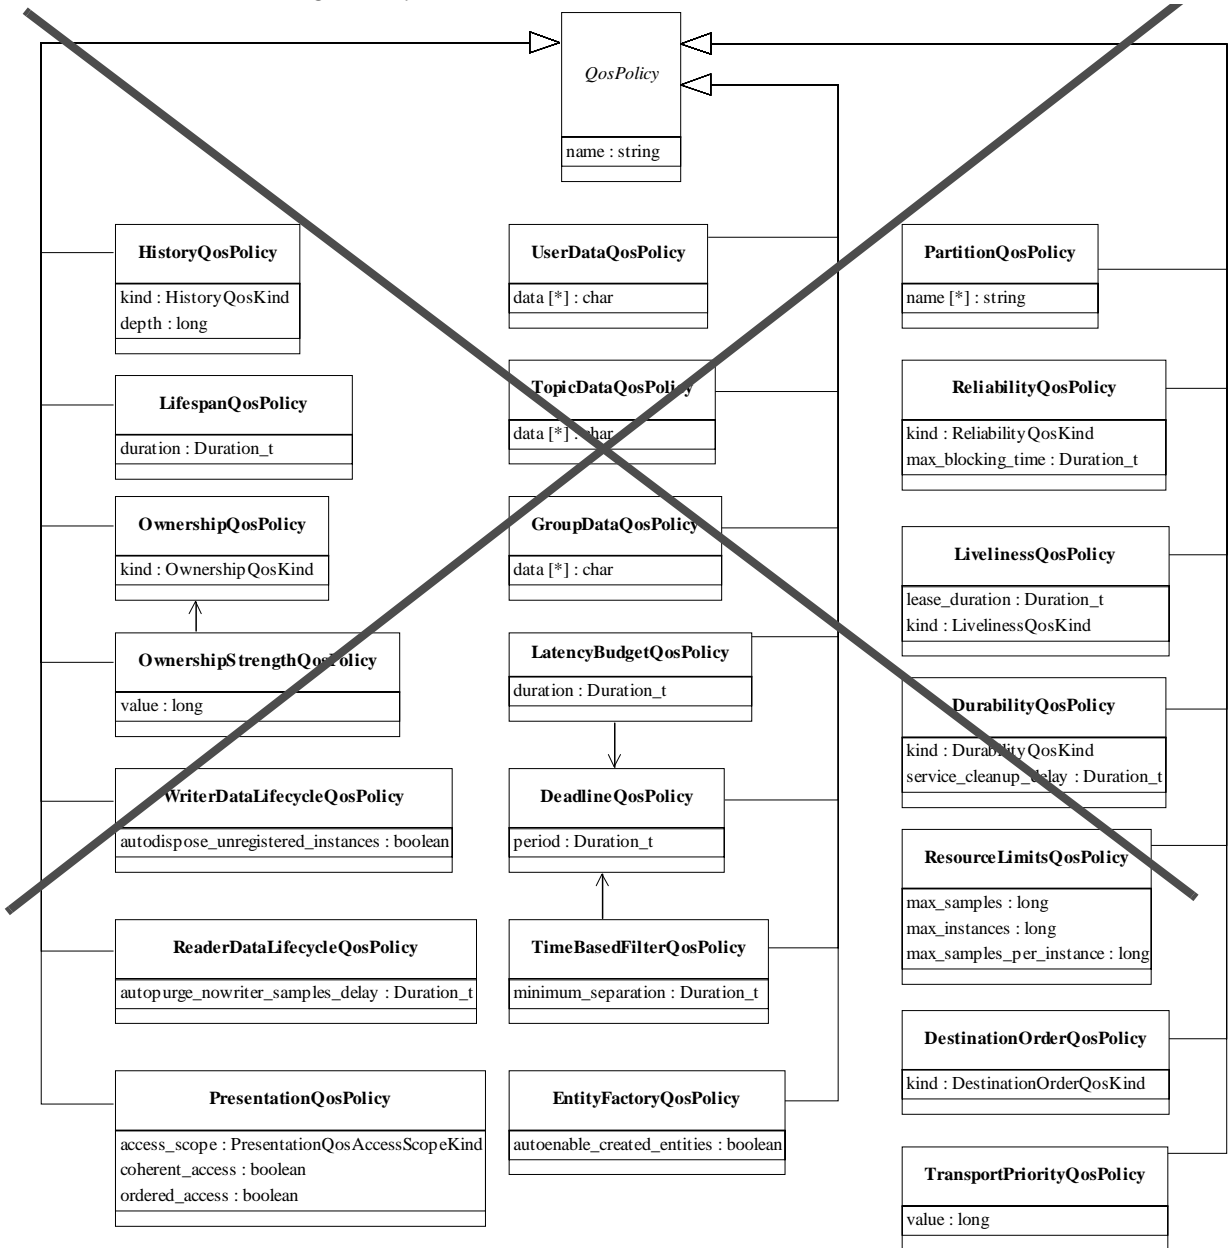 QosPolicy
name : string
HistoryQosPolicy
kind : HistoryQosKind
depth : long
LifespanQosPolicy
duration : Duration_t
OwnershipQosPolicy
kind : OwnershipQosKind
OwnershipStrengthQosPolicy
value : long
WriterDataLifecycleQosPolicy
autodispose_unregistered_instances : boolean
ReaderDataLifecycleQosPolicy
autopurge_nowriter_samples_delay : Duration_t
PresentationQosPolicy
access_scope : PresentationQosAccessScopeKind
coherent_access : boolean
ordered_access : boolean
UserDataQosPolicy
data [*] : char
TopicDataQosPolicy
data [*] : char
GroupDataQosPolicy
data [*] : char
LatencyBudgetQosPolicy
duration : Duration_t
DeadlineQosPolicy
period : Duration_t
TimeBasedFilterQosPolicy
minimum_separation : Duration_t
EntityFactoryQosPolicy
autoenable_created_entities : boolean
PartitionQosPolicy
name [*] : string
ReliabilityQosPolicy
kind : ReliabilityQosKind
max_blocking_time : Duration_t
LivelinessQosPolicy
lease_duration : Duration_t
kind : LivelinessQosKind
DurabilityQosPolicy
kind : DurabilityQosKind
service_cleanup_delay : Duration_t
ResourceLimitsQosPolicy
max_samples : long
max_instances : long
max_samples_per_instance : long
DestinationOrderQosPolicy
kind : DestinationOrderQosKind
TransportPriorityQosPolicy
value : long